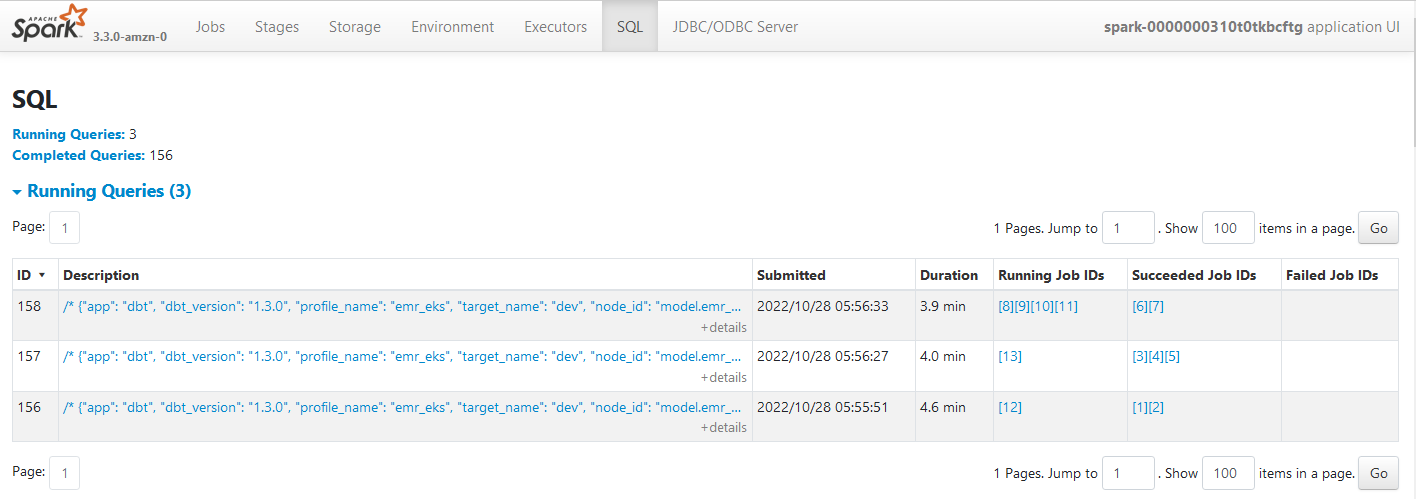 APACHE
Spark 3.3.0-amzn-0 Jobs Stages Storage Environment Executors SQL JDBC/ODBC Server spark-0000000310t0tkbcftg application UI
SQL
Running Queries: 3
Completed Queries: 156
Running Queries (3)
Page: 1 1 Pages. Jump to 1 . Show 100 items in a page. Go
ID Description Submitted Duration Running Job IDs Succeeded Job IDs Failed Job IDs
158 /* {"app": "dbt", "dbt_version": "1.3.0", "profile_name": "emr_eks", "target_name": "dev", "node_id": "model.emr_... 2022/10/28 05:56:33 3.9 min [8][9][10][11] [6][7]
+details
157 /* {"app": "dbt", "dbt_version": "1.3.0", "profile_name": "emr_eks", "target_name": "dev", "node_id": "model.emr_... 2022/10/28 05:56:27 4.0 min [13] [3][4][5]
+details
156 /* {"app": "dbt", "dbt_version": "1.3.0", "profile_name": "emr_eks", "target_name": "dev", "node_id": "model.emr_... 2022/10/28 05:55:51 4.6 min [12] [1][2]
+details
Page: 1 1 Pages. Jump to 1 . Show 100 items in a page. Go